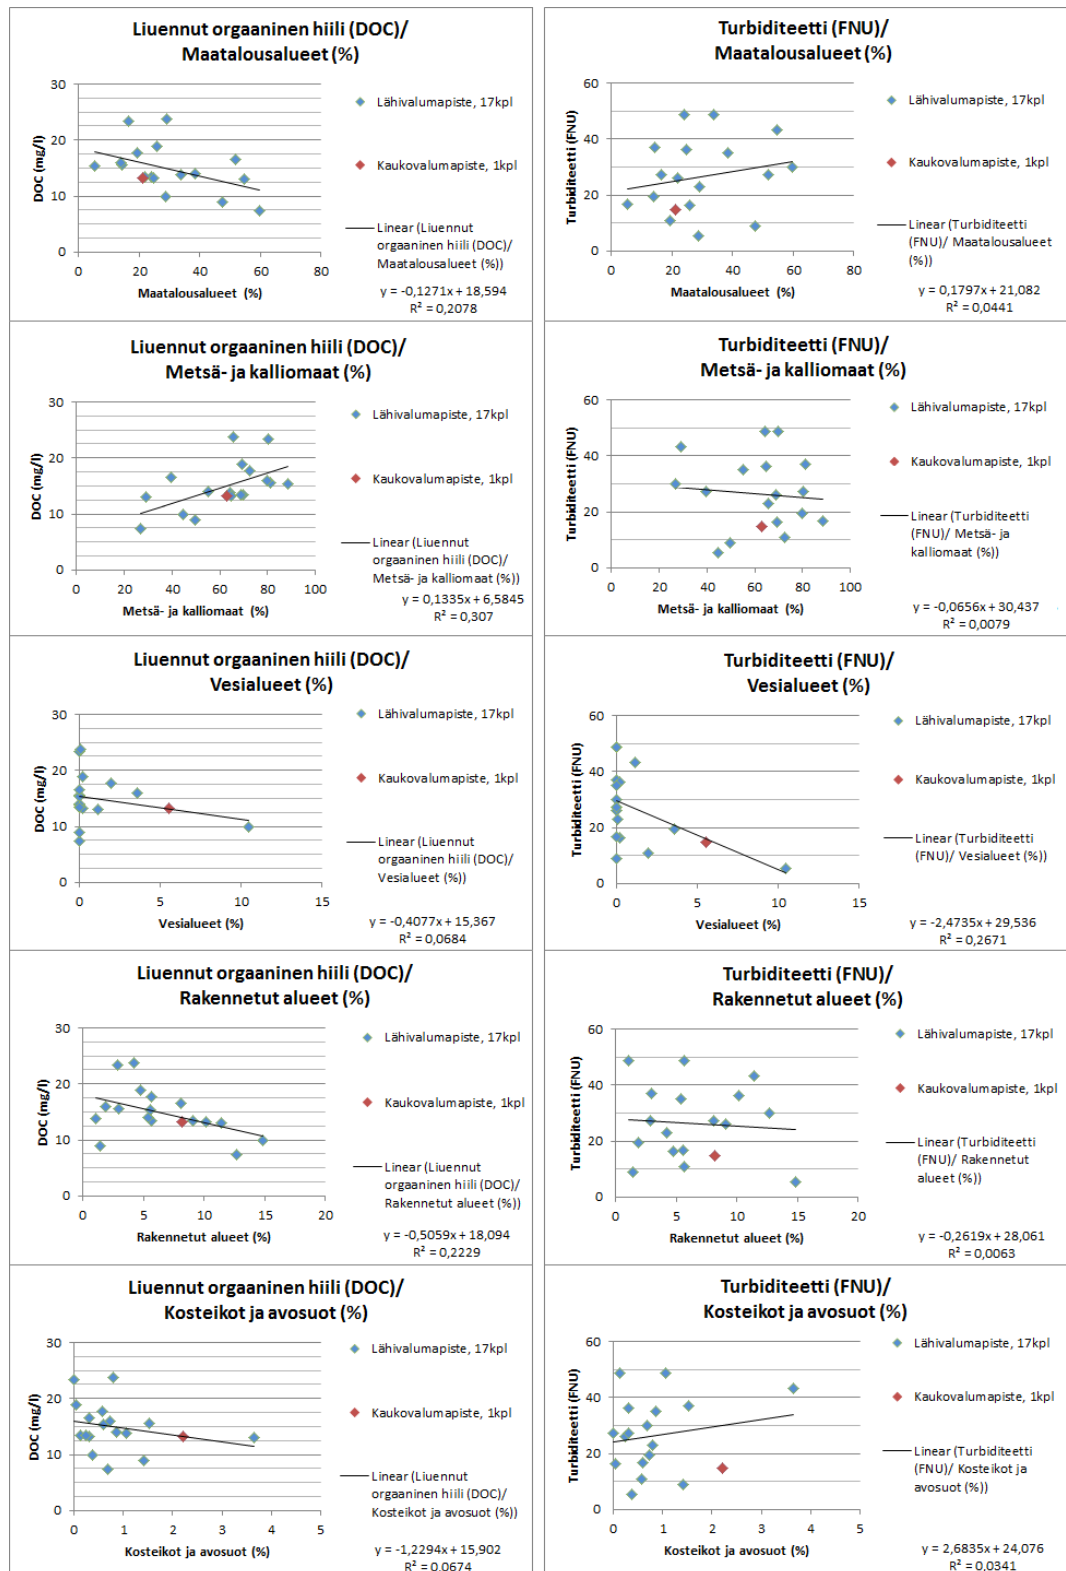 Liuennut orgaaninen hiili (DOC)/
Maatalousalueet (%)
30
20
10
0
DOC (mg/l)
0 20 40 60 80
Maatalousalueet (%)
Lähivalumapiste, 17kpl
Kaukovalumapiste, 1kpl
Linear (Liuennut
orgaaninen hiili (DOC)/
Maatalousalueet (%))
y = -0,1271x + 18,594
R² = 0,2078
Turbiditeetti (FNU)/
Maatalousalueet (%)
60
40
20
0
Turbiditeetti (FNU)
0 20 40 60 80
Maatalousalueet (%)
Lähivalumapiste, 17kpl
Kaukovalumapiste, 1kpl
Linear (Turbiditeetti
(FNU)/ Maatalousalueet
(%))
y = 0,1797x + 21,082
R² = 0,0441
Liuennut orgaaninen hiili (DOC)/
Metsä- ja kalliomaat (%)
30
20
10
0
DOC (mg/l)
0 20 40 60 80 100
Metsä- ja kalliomaat (%)
Lähivalumapiste, 17kpl
Kaukovalumapiste, 1kpl
Linear (Liuennut
orgaaninen hiili (DOC)/
Metsä- ja kalliomaat (%))
y = 0,1335x + 6,5845
R² = 0,307
Turbiditeetti (FNU)/
Metsä- ja kalliomaat (%)
60
40
20
0
Turbiditeetti (FNU)
0 20 40 60 80 100
Metsä- ja kalliomaat (%)
Lähivalumapiste, 17kpl
Kaukovalumapiste, 1kpl
Linear (Turbiditeetti
(FNU)/ Metsä- ja
kalliomaat (%))
y = -0,0656x + 30,437
R² = 0,0079
Liuennut orgaaninen hiili (DOC)/
Vesialueet (%)
30
20
10
0
DOC (mg/l)
0 5 10 15
Vesialueet (%)
Lähivalumapiste, 17kpl
Kaukovalumapiste, 1kpl
Linear (Liuennut
orgaaninen hiili (DOC)/
Vesialueet (%))
y = -0,4077x + 15,367
R² = 0,0684
Turbiditeetti (FNU)/
Vesialueet (%)
60
40
20
0
Turbiditeetti (FNU)
0 5 10 15
Vesialueet (%)
Lähivalumapiste, 17kpl
Kaukovalumapiste, 1kpl
Linear (Turbiditeetti
(FNU)/ Vesialueet (%))
y = -2,4735x + 29,536
R² = 0,2671
Liuennut orgaaninen hiili (DOC)/
Rakennetut alueet (%)
30
20
10
0
DOC (mg/l)
0 5 10 15 20
Rakennetut alueet (%)
Lähivalumapiste, 17kpl
Kaukovalumapiste, 1kpl
Linear (Liuennut
orgaaninen hiili (DOC)/
Rakennetut alueet (%))
y = -0,5059x + 18,094
R² = 0,2229
Turbiditeetti (FNU)/
Rakennetut alueet (%)
60
40
20
0
Turbiditeetti (FNU)
0 5 10 15 20
Rakennetut alueet (%)
Lähivalumapiste, 17kpl
Kaukovalumapiste, 1kpl
Linear (Turbiditeetti
(FNU)/ Rakennetut
alueet (%))
y = -0,2619x + 28,061
R² = 0,0063
Liuennut orgaaninen hiili (DOC)/
Kosteikot ja avosuot (%)
30
20
10
0
DOC (mg/l)
0 1 2 3 4 5
Kosteikot ja avosuot (%)
Lähivalumapiste, 17kpl
Kaukovalumapiste, 1kpl
Linear (Liuennut
orgaaninen hiili (DOC)/
Kosteikot ja avosuot (%))
y = -1,2294x + 15,902
R² = 0,0674
Turbiditeetti (FNU)/
Kosteikot ja avosuot (%)
60
40
20
0
Turbiditeetti (FNU)
0 1 2 3 4 5
Kosteikot ja avosuot (%)
Lähivalumapiste, 17kpl
Kaukovalumapiste, 1kpl
Linear (Turbiditeetti
(FNU)/ Kosteikot ja
avosuot (%))
y = 2,6835x + 24,076
R² = 0,0341